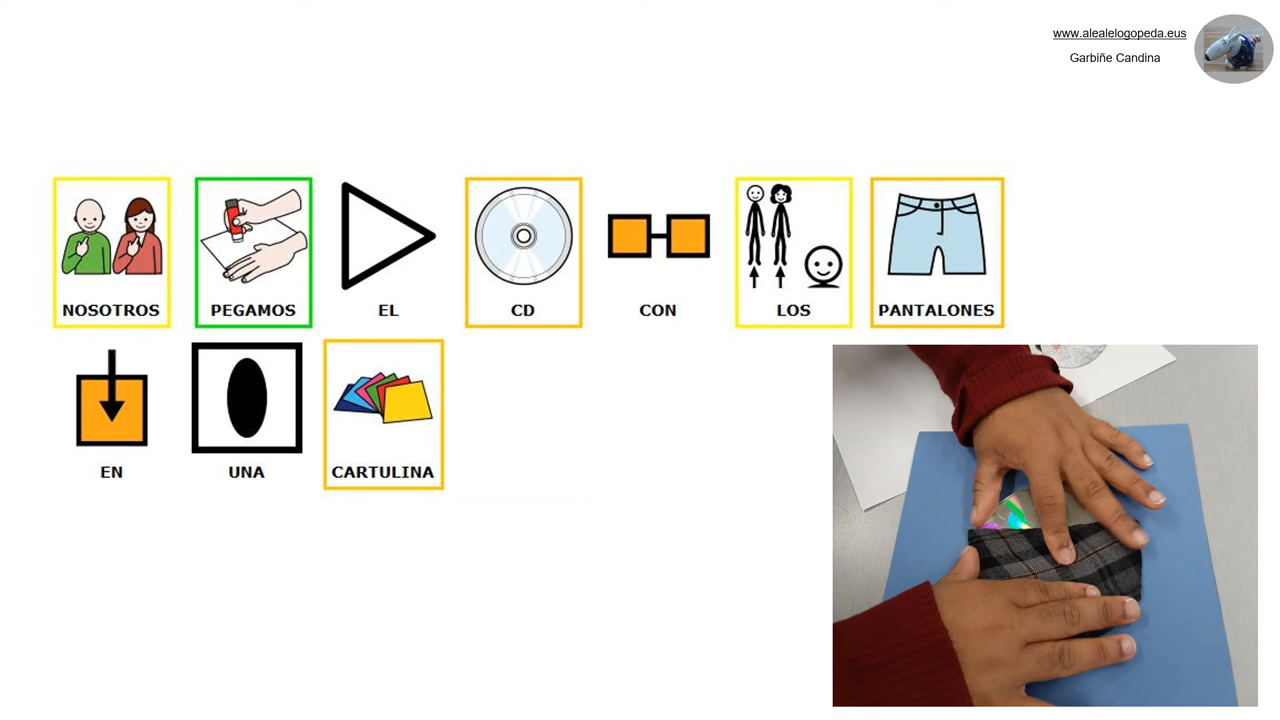 www.alealelogopeda.eus
Garbiñe Candina
NOSOTROS PEGAMOS EL CD CON LOS PANTALONES
EN UNA CARTULINA